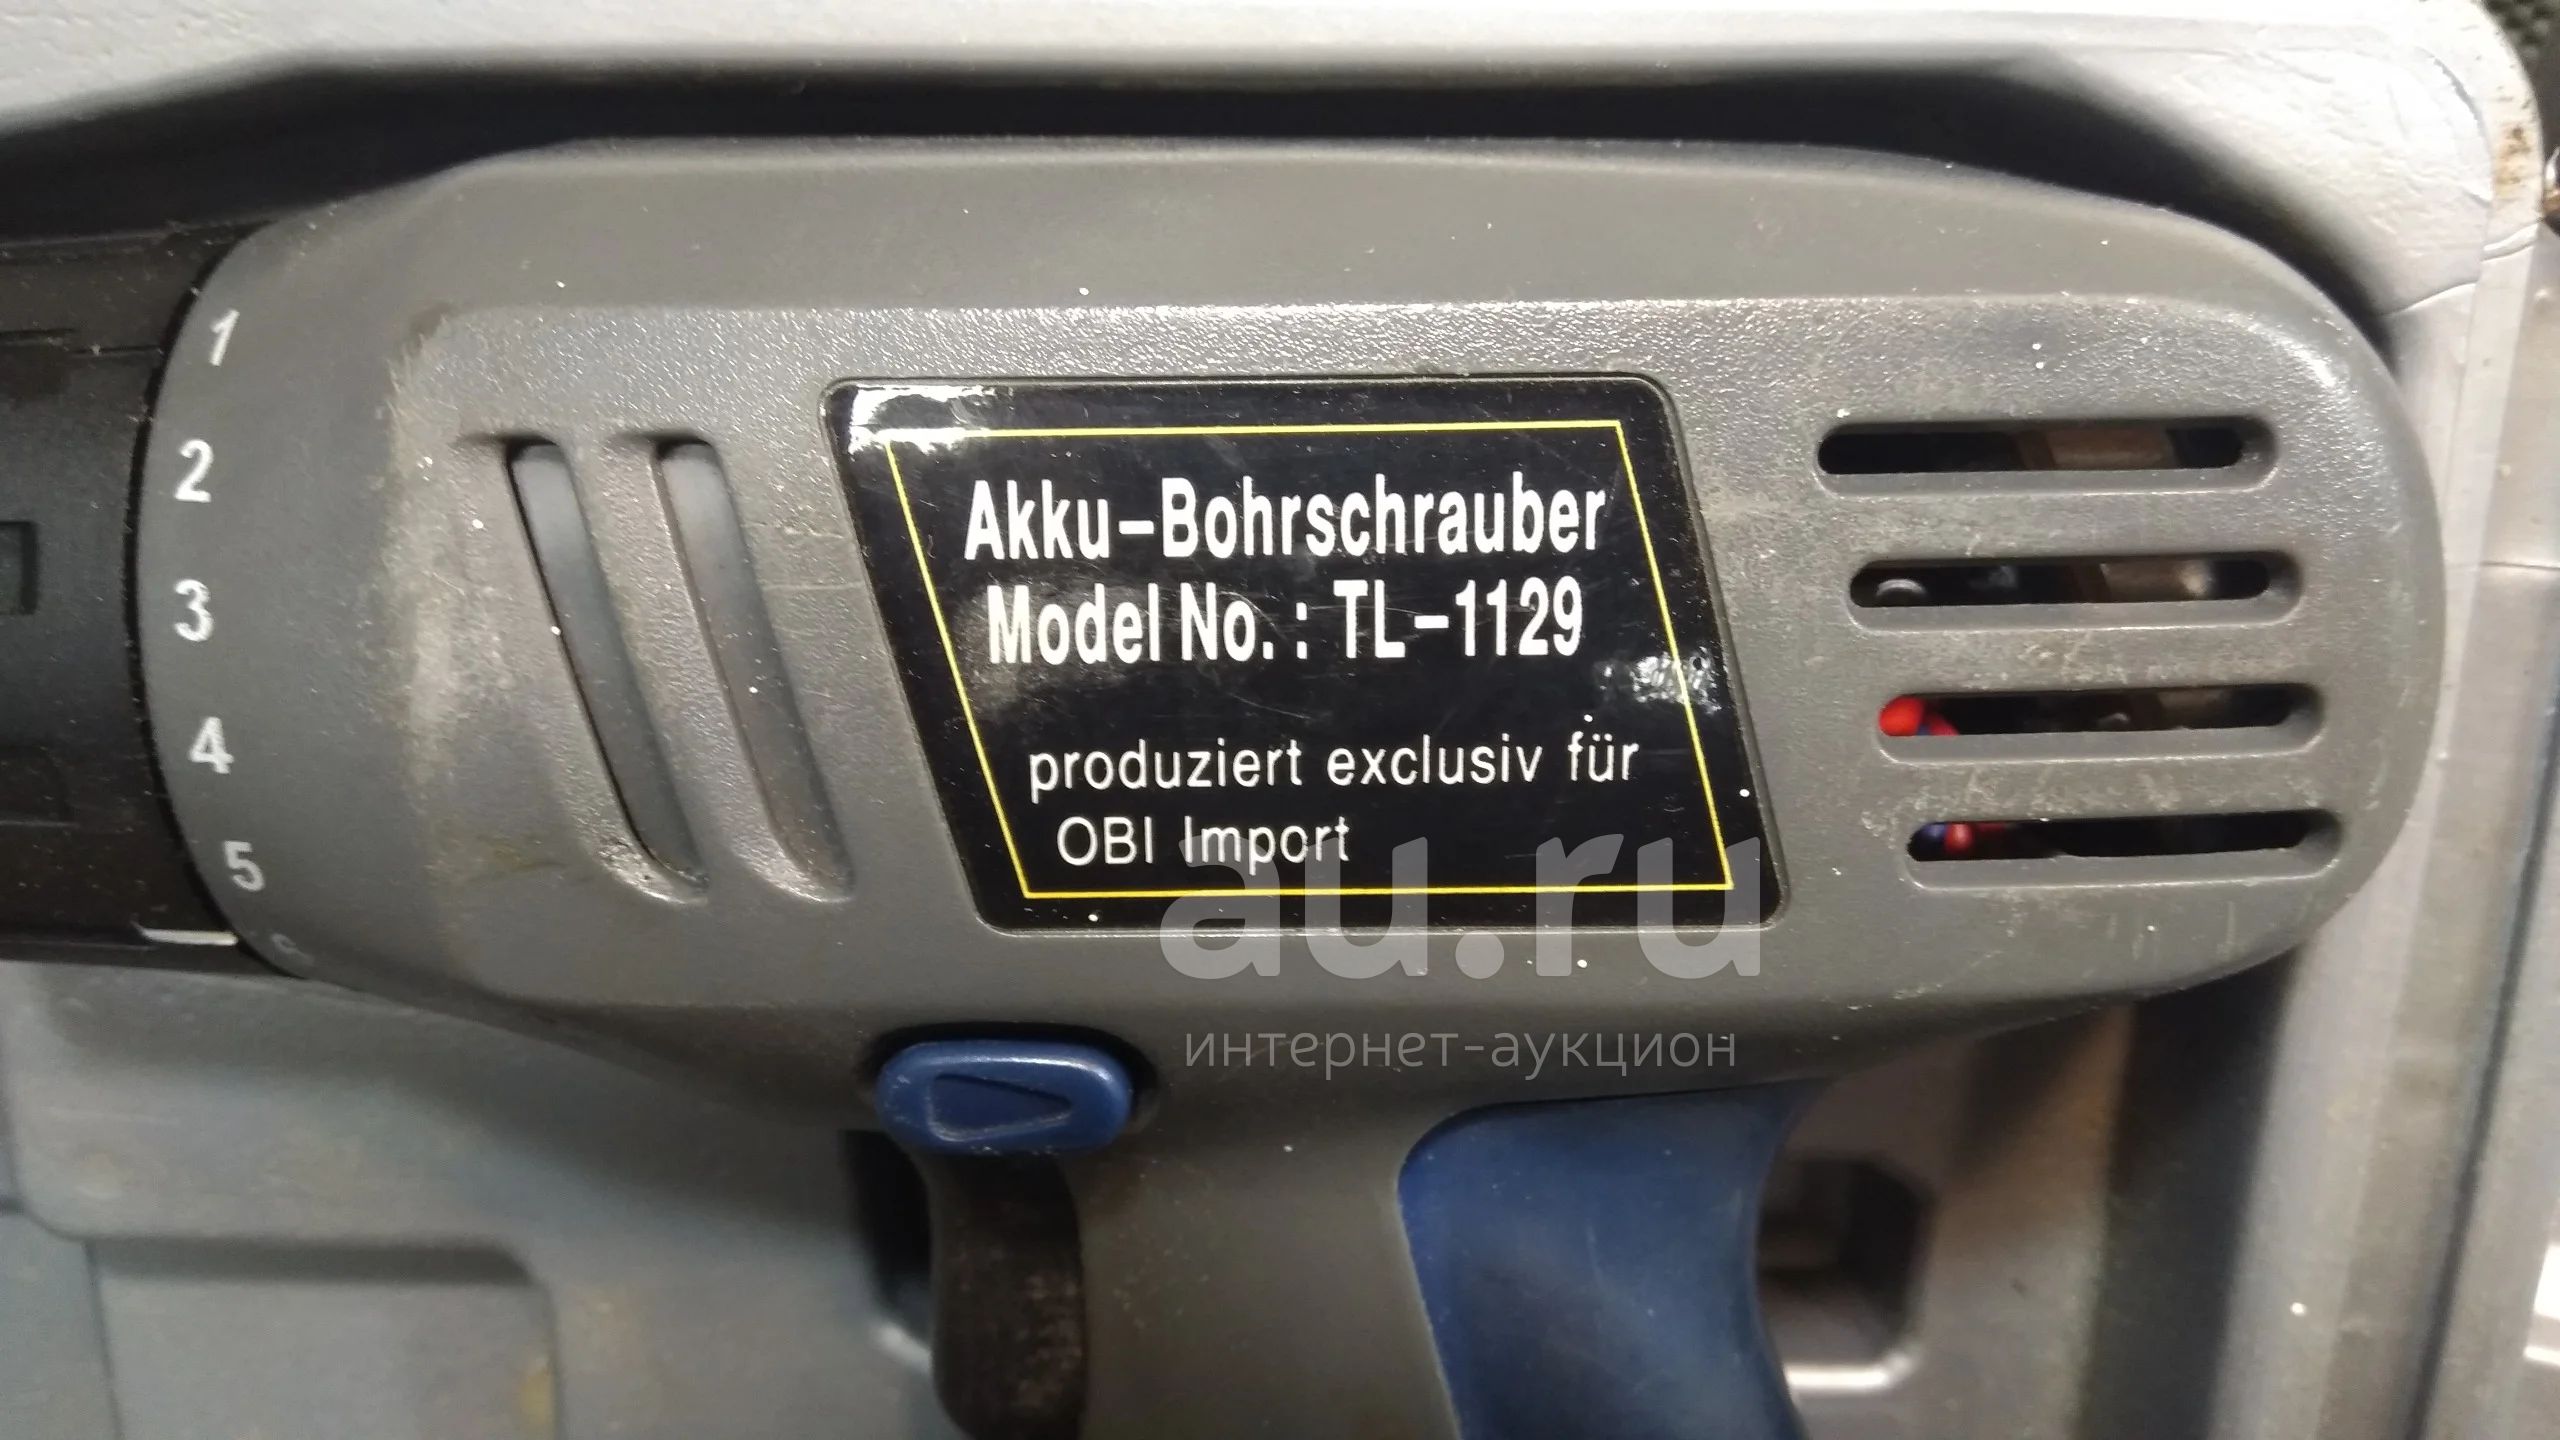 1
2
3
4
5
Akku-Bohrschrauber
Model No. : TL-1129
produziert exclusiv für
OBI Import
au.ru
интернет-аукцион